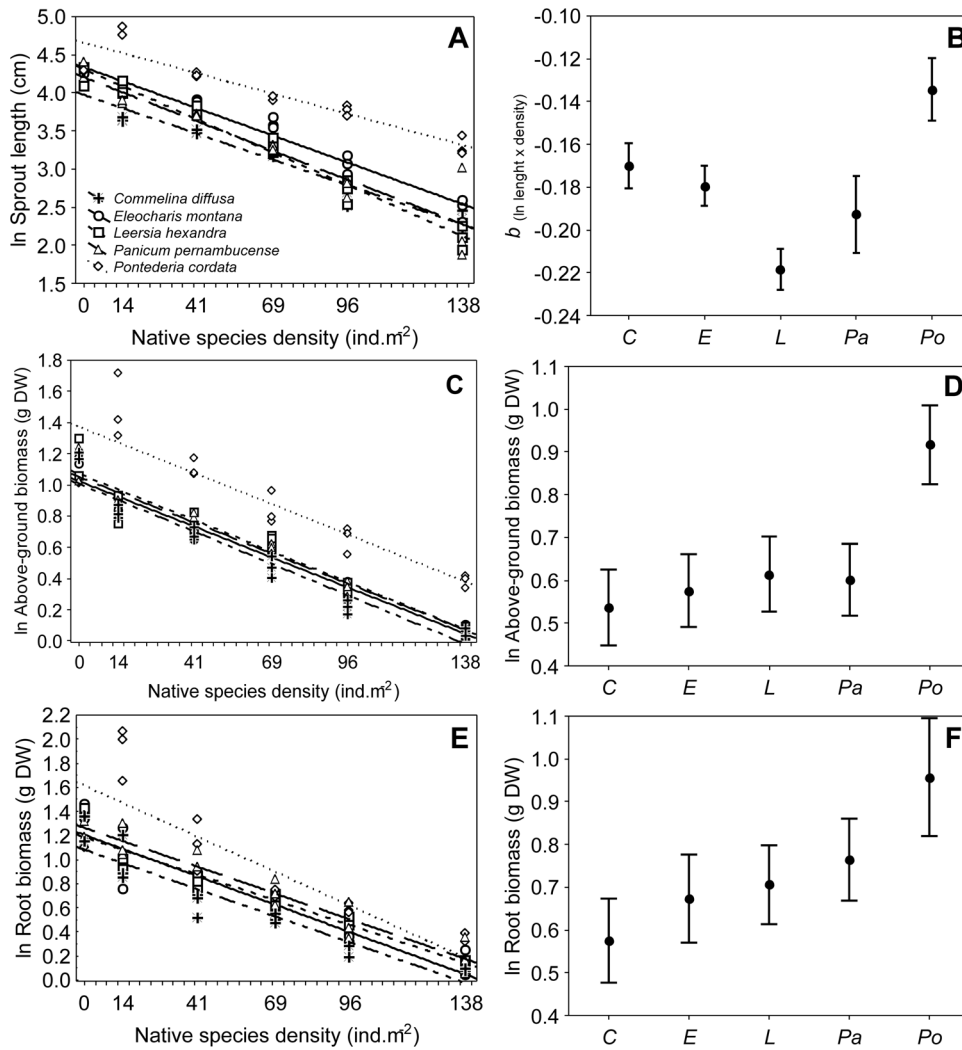 A
ln Sprout length (cm)
5.0
4.5
4.0
3.5
3.0
2.5
2.0
1.5
Commelina diffusa
Eleocharis montana
Leersia hexandra
Panicum pernambucense
Pontederia cordata
0 14 41 69 96 138
Native species density (ind.m-2)
B
b (ln lenght x density)
-0.10
-0.12
-0.14
-0.16
-0.18
-0.20
-0.22
-0.24
C E L Pa Po
C
ln Above-ground biomass (g DW)
1.8
1.6
1.4
1.2
1.0
0.8
0.6
0.4
0.2
0.0
0 14 41 69 96 138
Native species density (ind.m-2)
D
ln Above-ground biomass (g DW)
1.1
1.0
0.9
0.8
0.7
0.6
0.5
0.4
C E L Pa Po
E
ln Root biomass (g DW)
2.2
2.0
1.8
1.6
1.4
1.2
1.0
0.8
0.6
0.4
0.2
0.0
0 14 41 69 96 138
Native species density (ind.m-2)
F
ln Root biomass (g DW)
1.1
1.0
0.9
0.8
0.7
0.6
0.5
0.4
C E L Pa Po